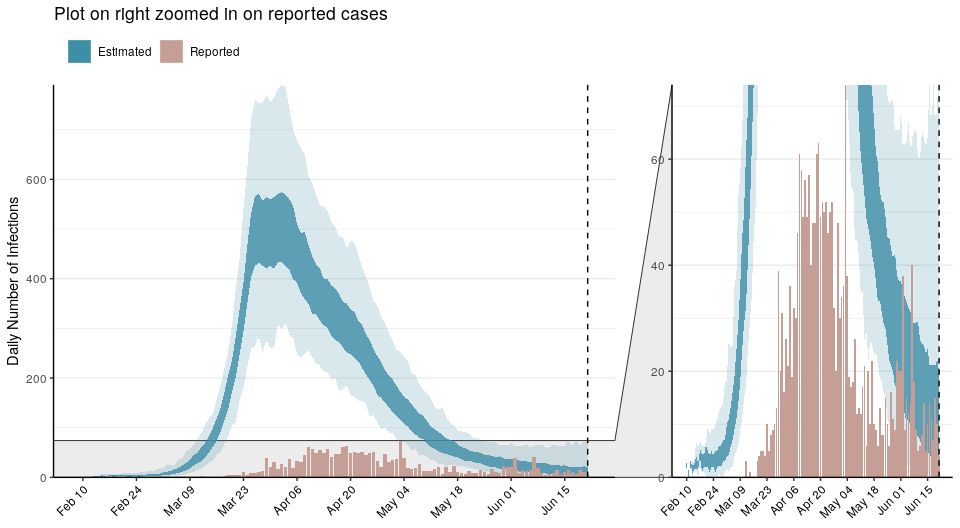 Plot on right zoomed in on reported cases
Estimated Reported
Daily Number of Infections
600
400
200
0
Feb 10 Feb 24 Mar 09 Mar 23 Apr 06 Apr 20 May 04 May 18 Jun 01 Jun 15
60
40
20
0
Feb 10 Feb 24 Mar 09 Mar 23 Apr 06 Apr 20 May 04 May 18 Jun 01 Jun 15